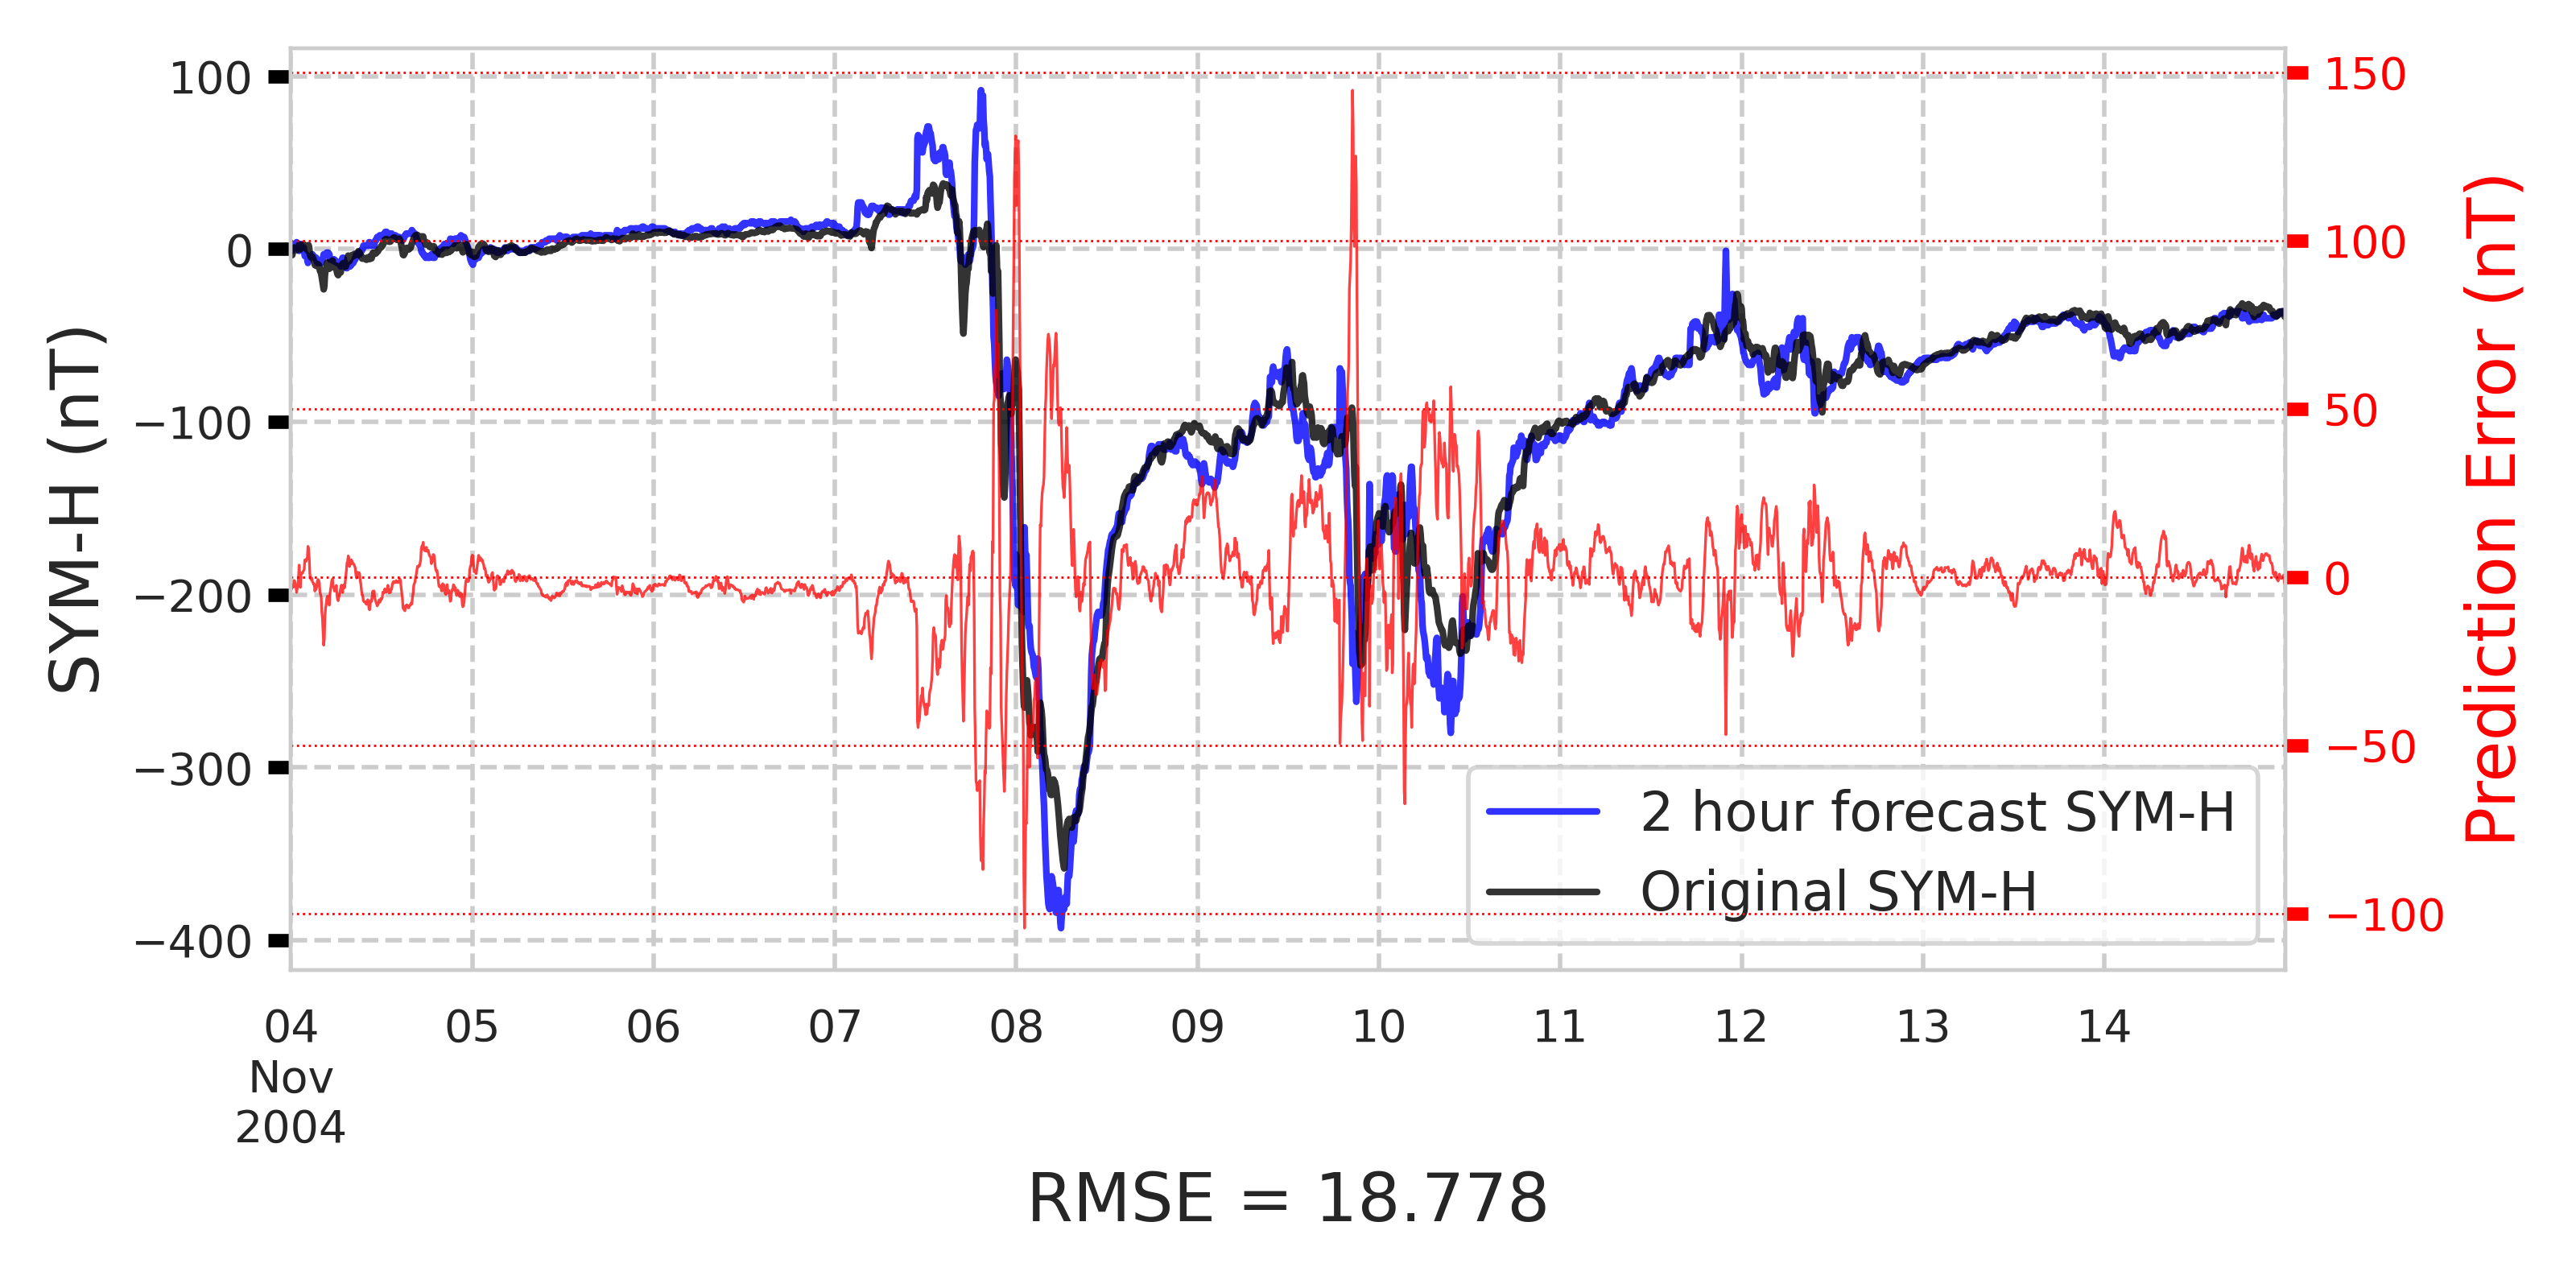 SYM-H (nT)
100
0
−100
−200
−300
−400
150
100
50
0
−50
−100
Prediction Error (nT)
2 hour forecast SYM-H
Original SYM-H
04 05 06 07 08 09 10 11 12 13 14
Nov
2004
RMSE = 18.778